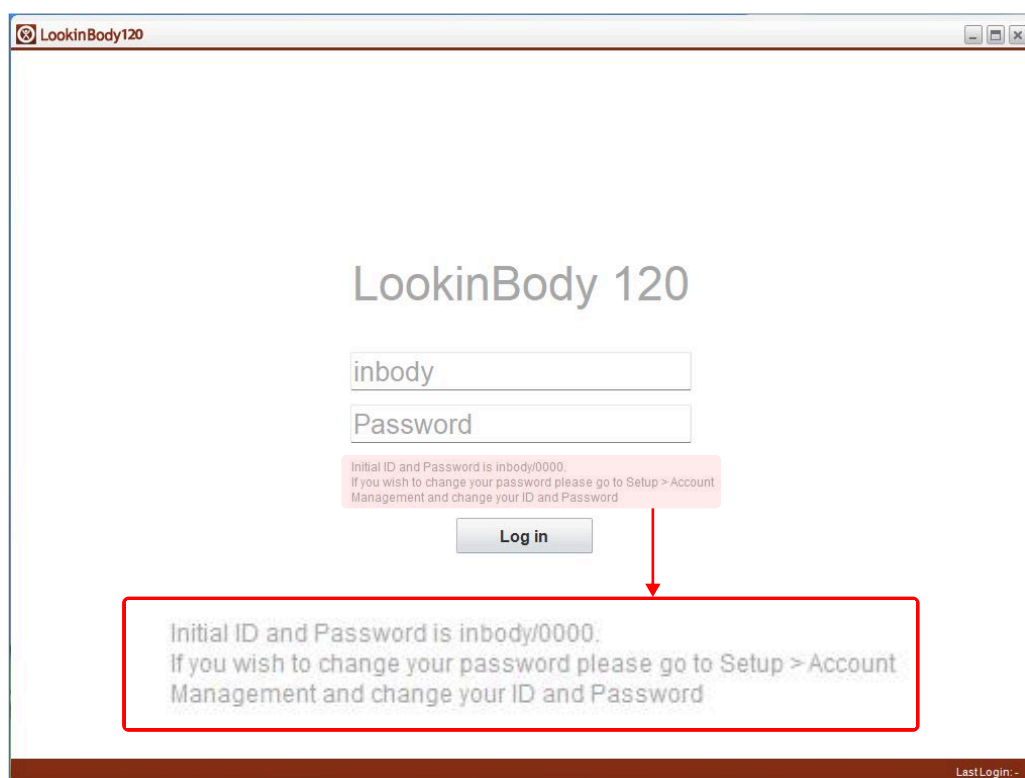 LookinBody120
LookinBody 120
inbody
Password
Initial ID and Password is inbody/0000.
If you wish to change your password please go to Setup > Account
Management and change your ID and Password
Log in
Initial ID and Password is inbody/0000.
If you wish to change your password please go to Setup > Account
Management and change your ID and Password
Last Login: -